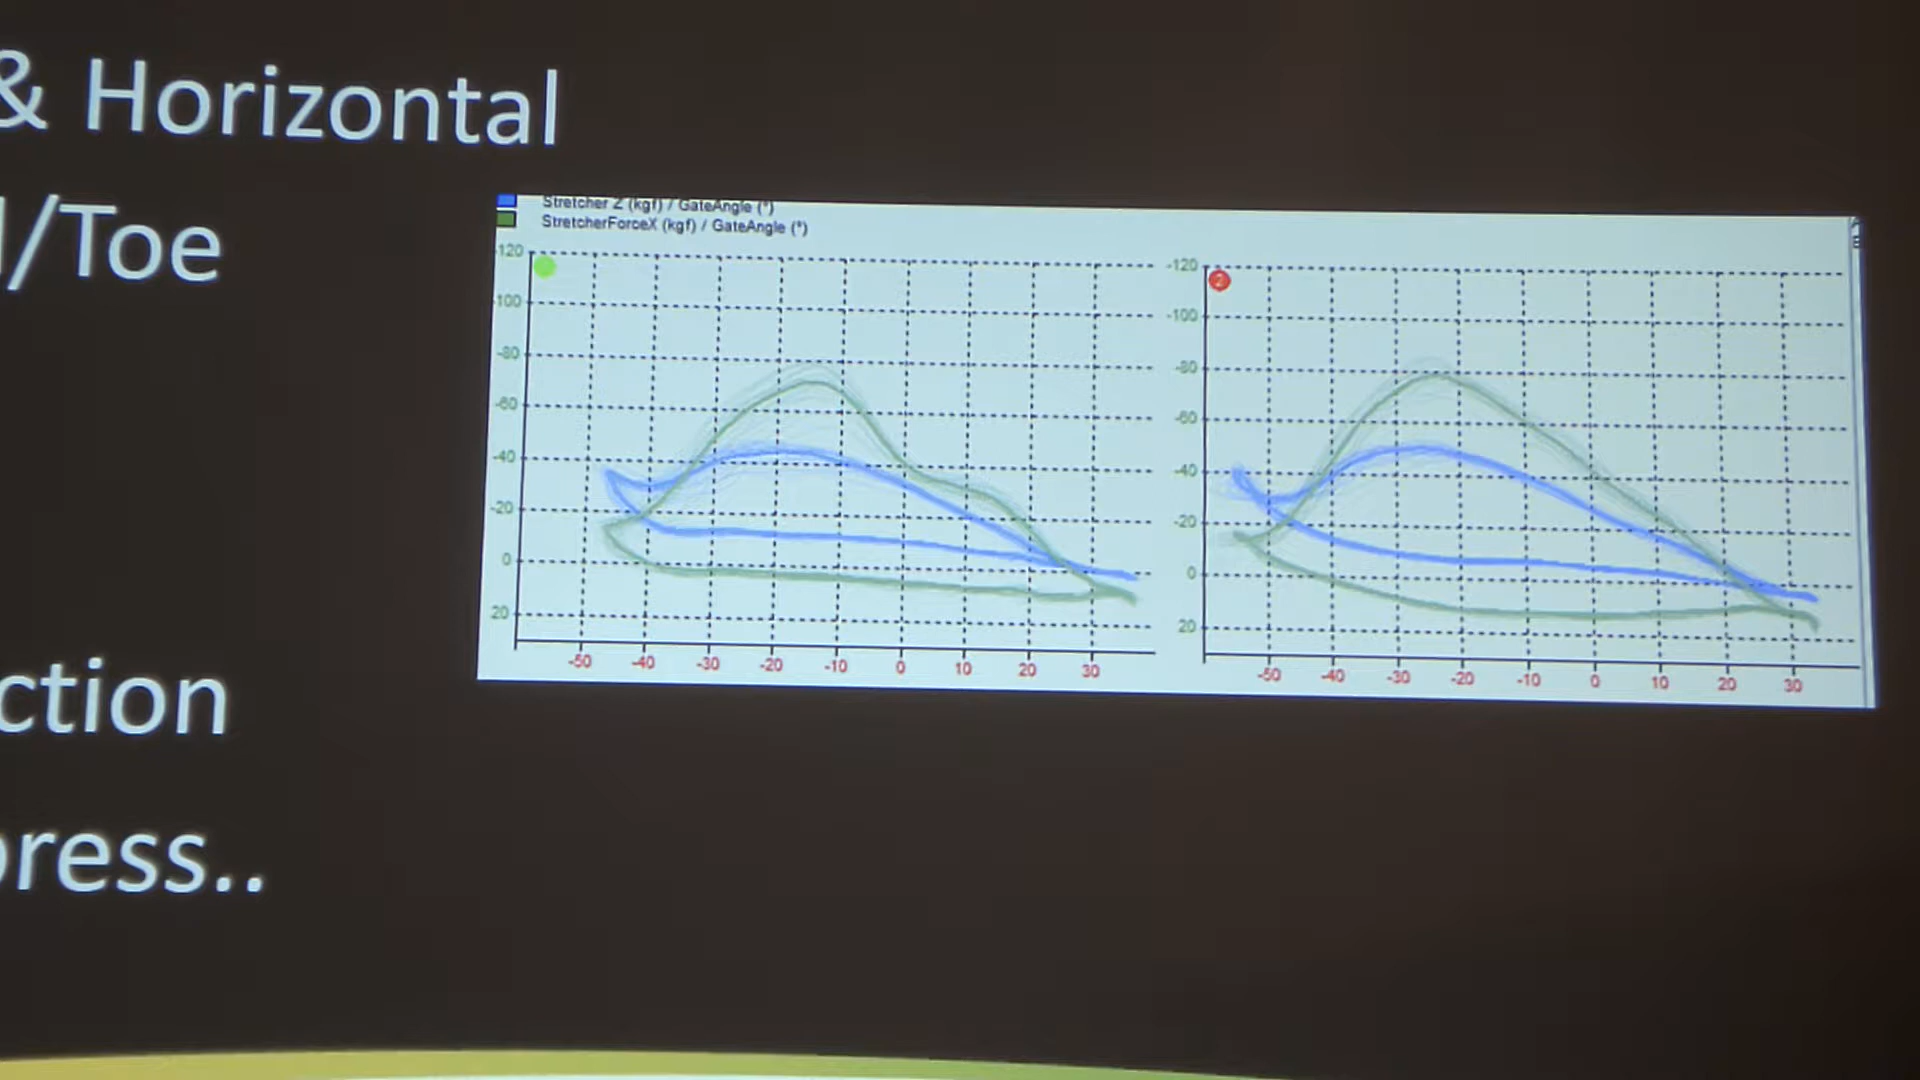 & Horizontal
/Toe
Stretcher Z (kgf) / GateAngle (°)
StretcherForceX (kgf) / GateAngle (°)
-120
-100
-80
-60
-40
-20
0
20
-50 -40 -30 -20 -10 0 10 20 30
-120
2
-100
-80
-60
-40
-20
0
20
-50 -40 -30 -20 -10 0 10 20 30
ction
press..